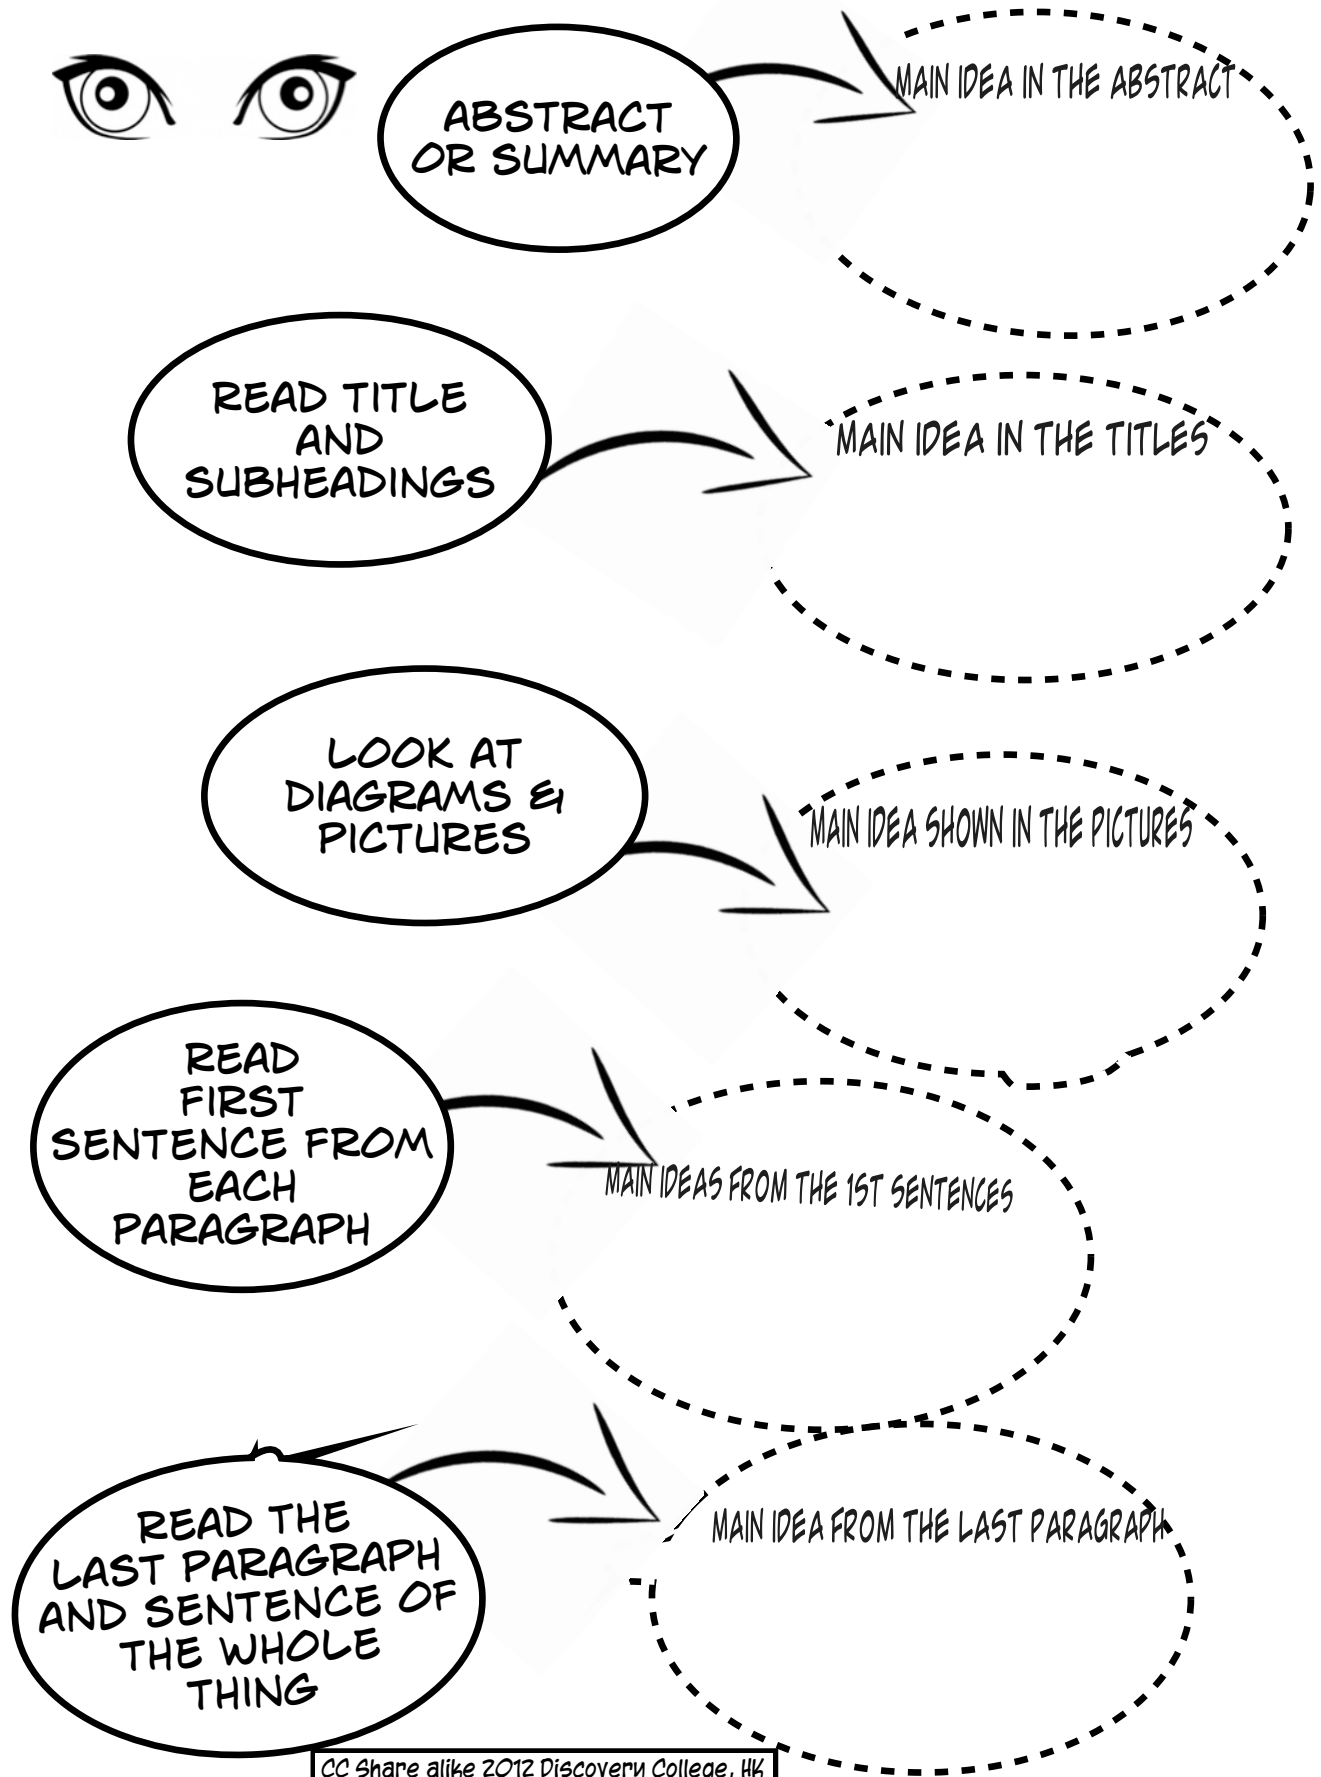 ABSTRACT
OR SUMMARY
MAIN IDEA IN THE ABSTRACT
READ TITLE
AND
SUBHEADINGS
MAIN IDEA IN THE TITLES
LOOK AT
DIAGRAMS &
PICTURES
MAIN IDEA SHOWN IN THE PICTURES
READ
FIRST
SENTENCE FROM
EACH
PARAGRAPH
MAIN IDEAS FROM THE 1ST SENTENCES
READ THE
LAST PARAGRAPH
AND SENTENCE OF
THE WHOLE
THING
MAIN IDEA FROM THE LAST PARAGRAPH
CC Share alike 2012 Discovery College, HK